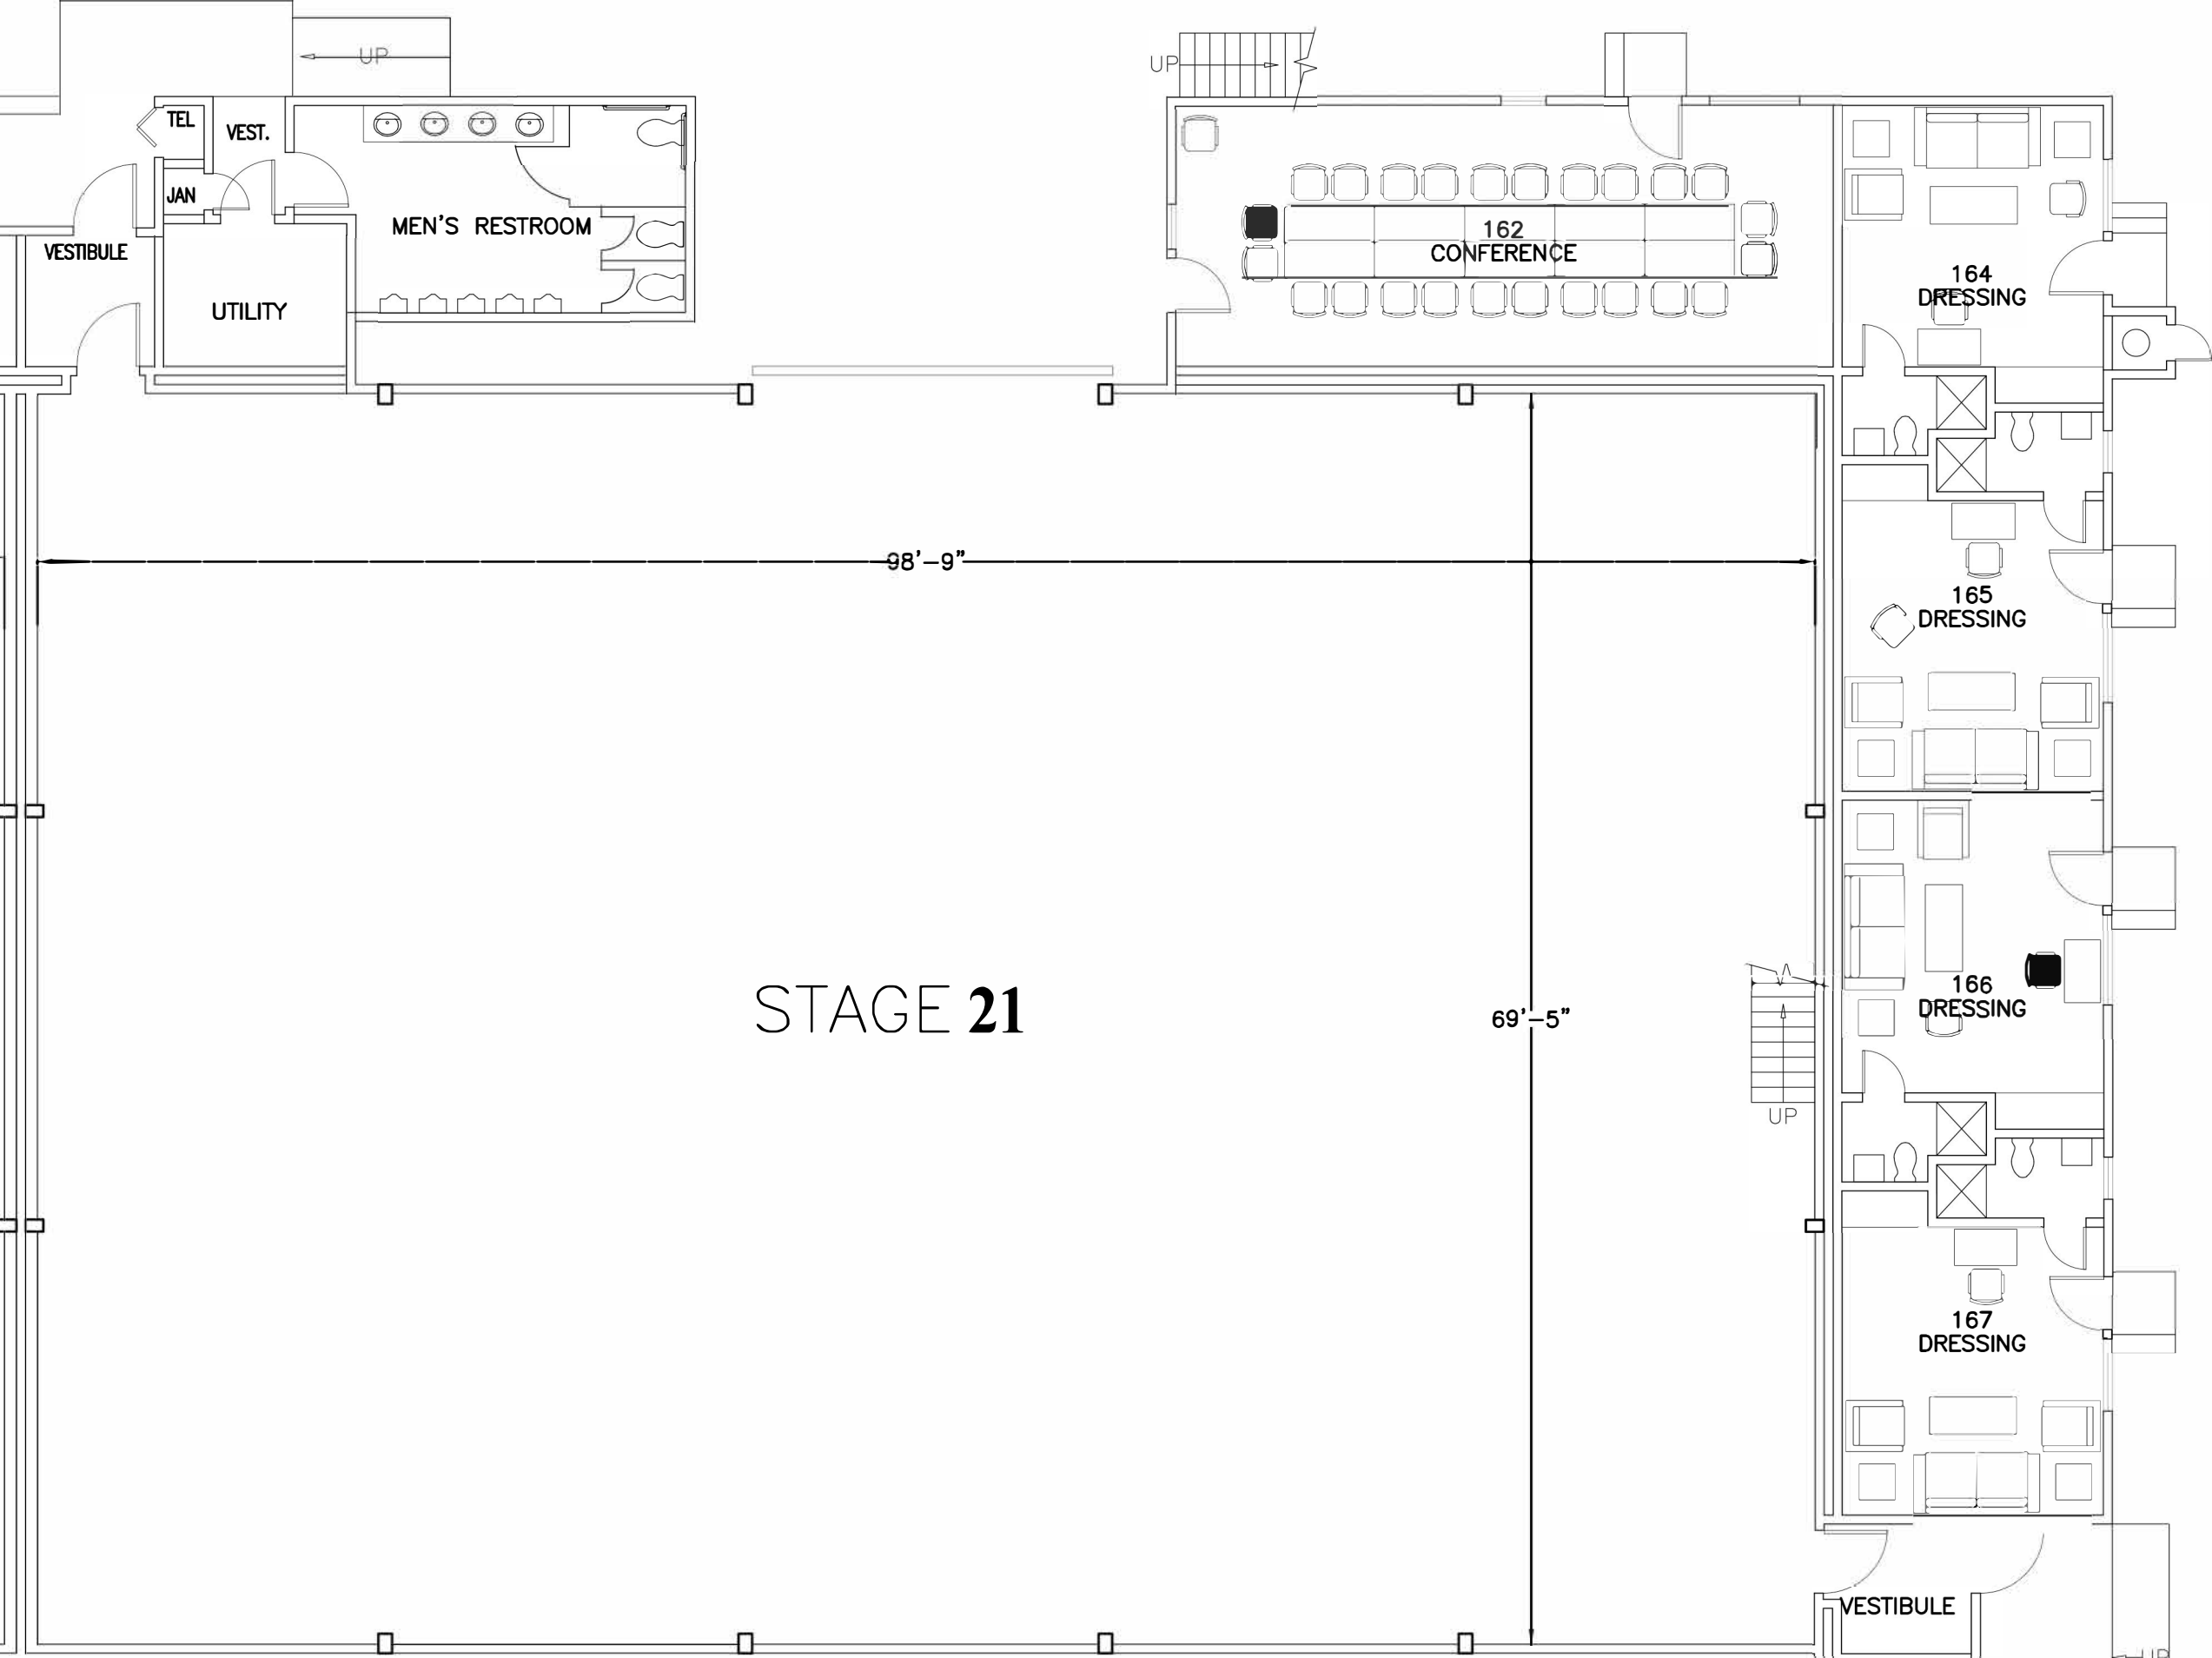 UP
UP
TEL
VEST.
JAN
MEN'S RESTROOM
VESTIBULE
UTILITY
162
CONFERENCE
164
DRESSING
98'-9"
165
DRESSING
STAGE 21
69'-5"
166
DRESSING
UP
167
DRESSING
VESTIBULE
UP